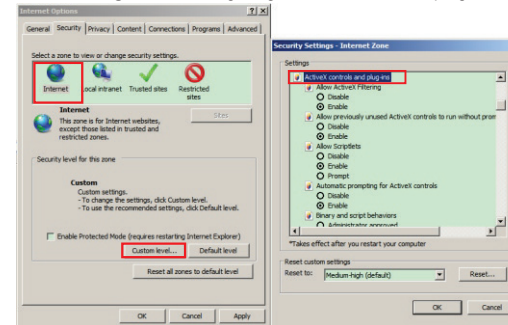 Internet Options
General Security Privacy Content Connections Programs Advanced
Select a zone to view or change security settings.
Internet
Local intranet
Trusted sites
Restricted sites
Internet
This zone is for Internet websites,
except those listed in trusted and
restricted zones.
Sites
Security level for this zone
Custom
Custom settings.
- To change the settings, click Custom level.
- To use the recommended settings, click Default level.
Enable Protected Mode (requires restarting Internet Explorer)
Custom level...
Default level
Reset all zones to default level
OK
Cancel
Apply
Security Settings - Internet Zone
Settings
ActiveX controls and plug-ins
Allow ActiveX Filtering
Disable
Enable
Allow previously unused ActiveX controls to run without prom
Disable
Enable
Allow Scriptlets
Disable
Enable
Prompt
Automatic prompting for ActiveX controls
Disable
Enable
Binary and script behaviors
Administrator approved
*Takes effect after you restart your computer
Reset custom settings
Reset to: Medium-high (default)
Reset...
OK
Cancel